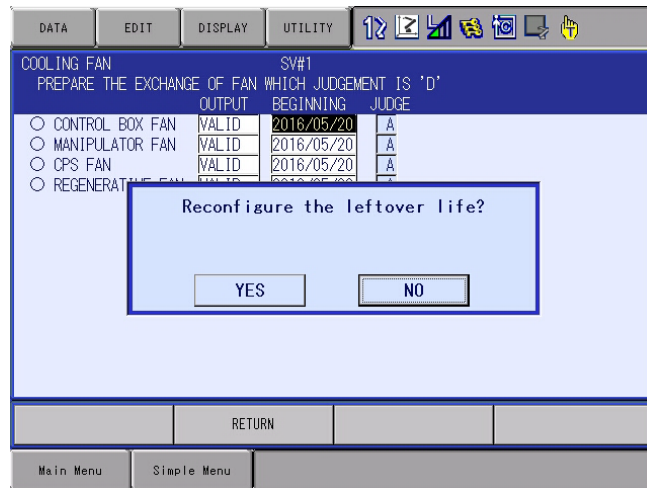 DATA EDIT DISPLAY UTILITY
COOLING FAN SV#1
PREPARE THE EXCHANGE OF FAN WHICH JUDGEMENT IS 'D'
OUTPUT BEGINNING JUDGE
CONTROL BOX FAN VALID 2016/05/20 A
MANIPULATOR FAN VALID 2016/05/20 A
CPS FAN VALID 2016/05/20 A
Reconfigure the leftover life?
YES NO
RETURN
Main Menu Simple Menu